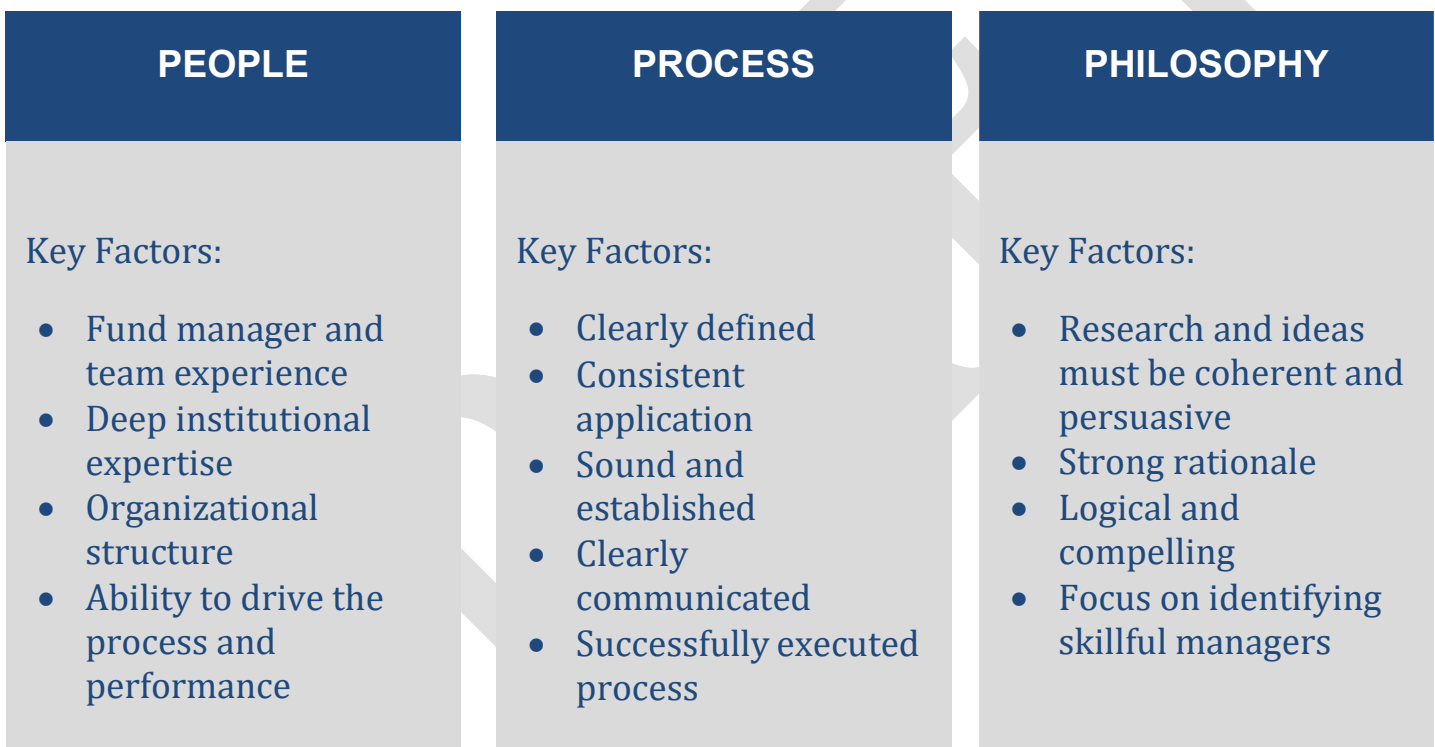 PEOPLE
Key Factors:
• Fund manager and
team experience
• Deep institutional
expertise
• Organizational
structure
• Ability to drive the
process and
performance
PROCESS
Key Factors:
• Clearly defined
• Consistent
application
• Sound and
established
• Clearly
communicated
• Successfully executed
process
PHILOSOPHY
Key Factors:
• Research and ideas
must be coherent and
persuasive
• Strong rationale
• Logical and
compelling
• Focus on identifying
skillful managers